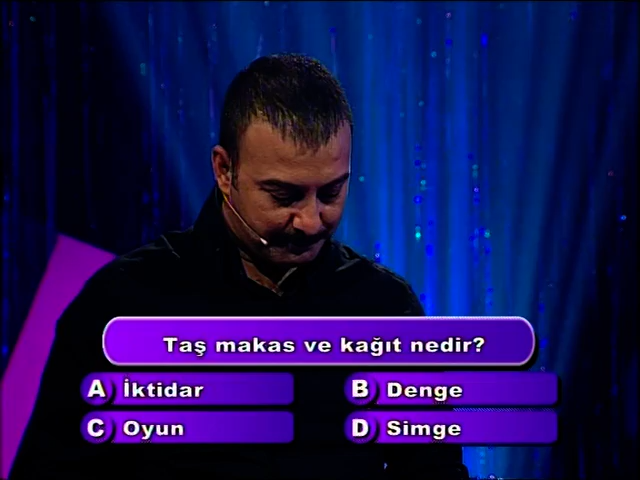 Taş makas ve kağıt nedir?
A İktidar
B Denge
C Oyun
D Simge